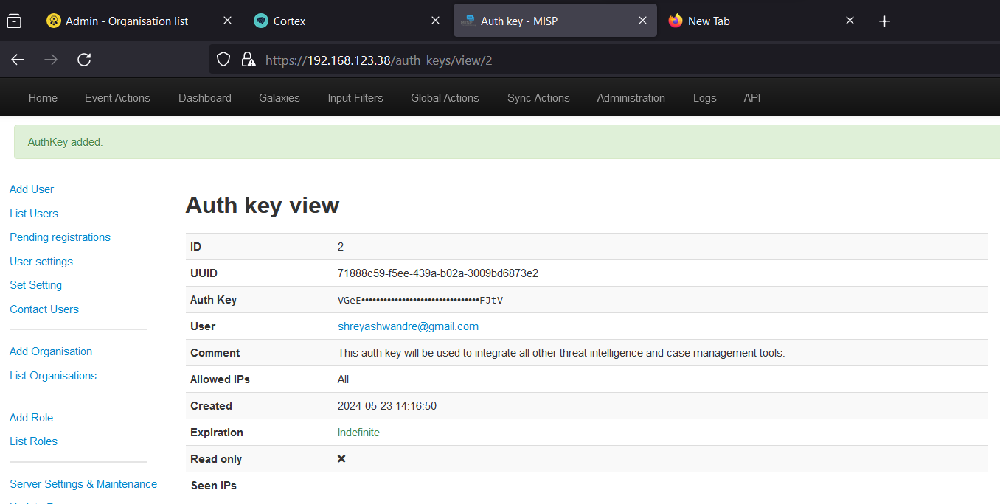 Admin - Organisation list
Cortex
Auth key - MISP
New Tab
https://192.168.123.38/auth_keys/view/2
Home Event Actions Dashboard Galaxies Input Filters Global Actions Sync Actions Administration Logs API
AuthKey added.
Add User
List Users
Pending registrations
User settings
Set Setting
Contact Users
Add Organisation
List Organisations
Add Role
List Roles
Server Settings & Maintenance
Auth key view
ID 2
UUID 71888c59-f5ee-439a-b02a-3009bd6873e2
Auth Key VGeE••••••••••••••••••••••••••••••••FJtV
User shreyashwandre@gmail.com
Comment This auth key will be used to integrate all other threat intelligence and case management tools.
Allowed IPs All
Created 2024-05-23 14:16:50
Expiration Indefinite
Read only ✖
Seen IPs